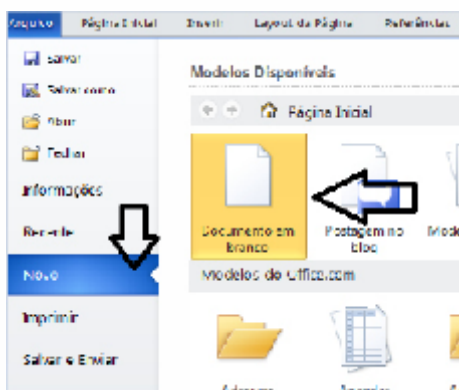 Arquivo Página Inicial Inserir Layout da Página Referências
Salvar
Salvar como
Abrir
Fechar
Informações
Recente
Novo
Imprimir
Salvar e Enviar
Modelos Disponíveis
Página Inicial
Documento em
branco
Postagem no
blog
Modelos do Office.com